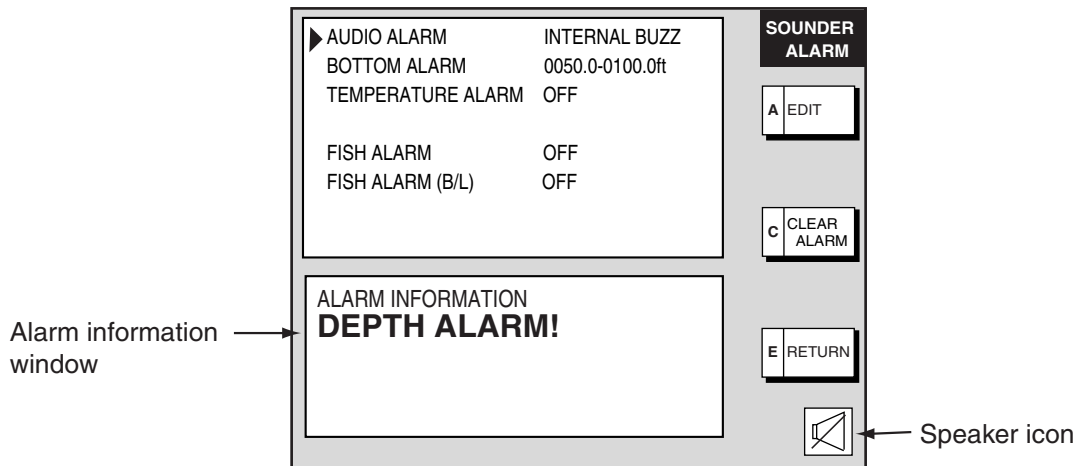 AUDIO ALARM INTERNAL BUZZ
BOTTOM ALARM 0050.0-0100.0ft
TEMPERATURE ALARM OFF
FISH ALARM OFF
FISH ALARM (B/L) OFF
SOUNDER
ALARM
A EDIT
C CLEAR
ALARM
E RETURN
ALARM INFORMATION
DEPTH ALARM!
Alarm information
window
Speaker icon